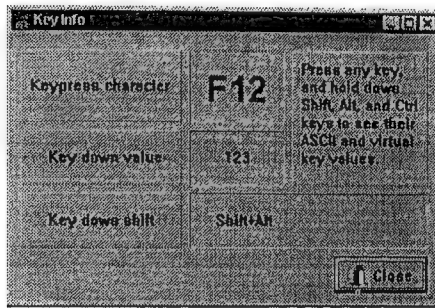 Key Info
Keypress character
F12
Press any key,
and hold down
Shift, Alt, and Ctrl
keys to see their
ASCII and virtual
key values.
Key down value
123
Key down shift
Shift+Alt
Close